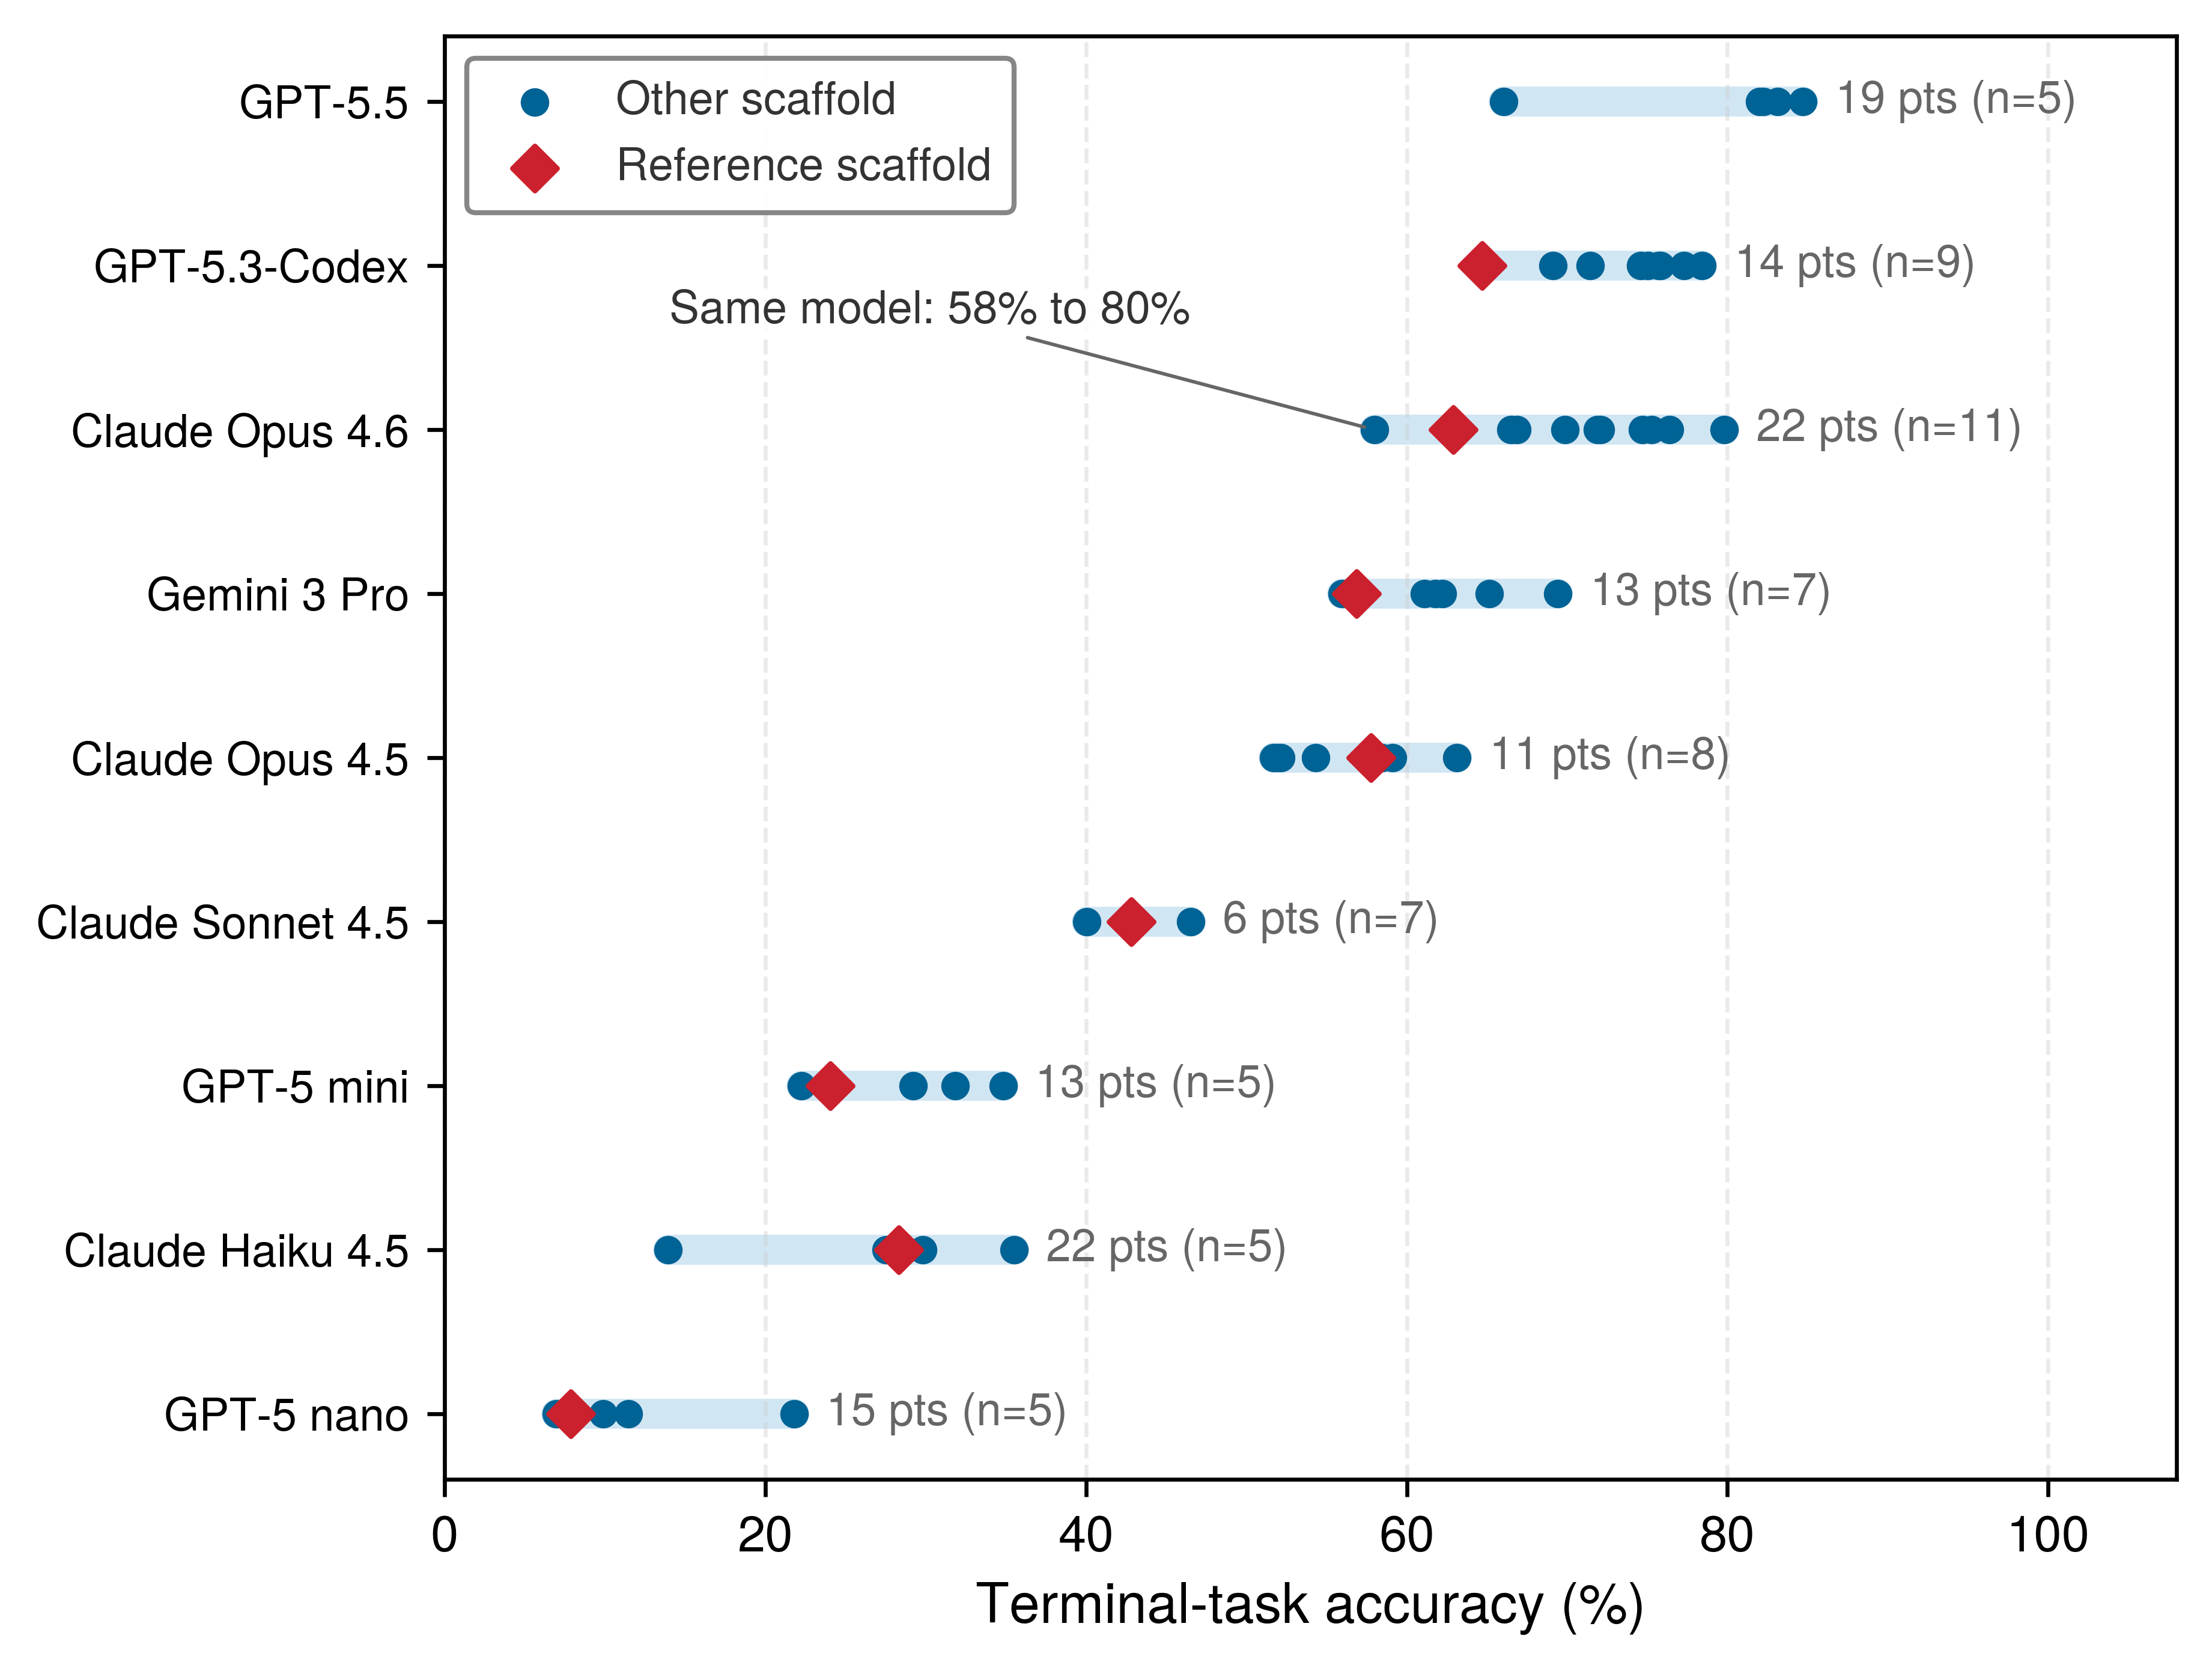 Other scaffold
Reference scaffold
GPT-5.5
19 pts (n=5)
GPT-5.3-Codex
14 pts (n=9)
Same model: 58% to 80%
Claude Opus 4.6
22 pts (n=11)
Gemini 3 Pro
13 pts (n=7)
Claude Opus 4.5
11 pts (n=8)
Claude Sonnet 4.5
6 pts (n=7)
GPT-5 mini
13 pts (n=5)
Claude Haiku 4.5
22 pts (n=5)
GPT-5 nano
15 pts (n=5)
0 20 40 60 80 100
Terminal-task accuracy (%)